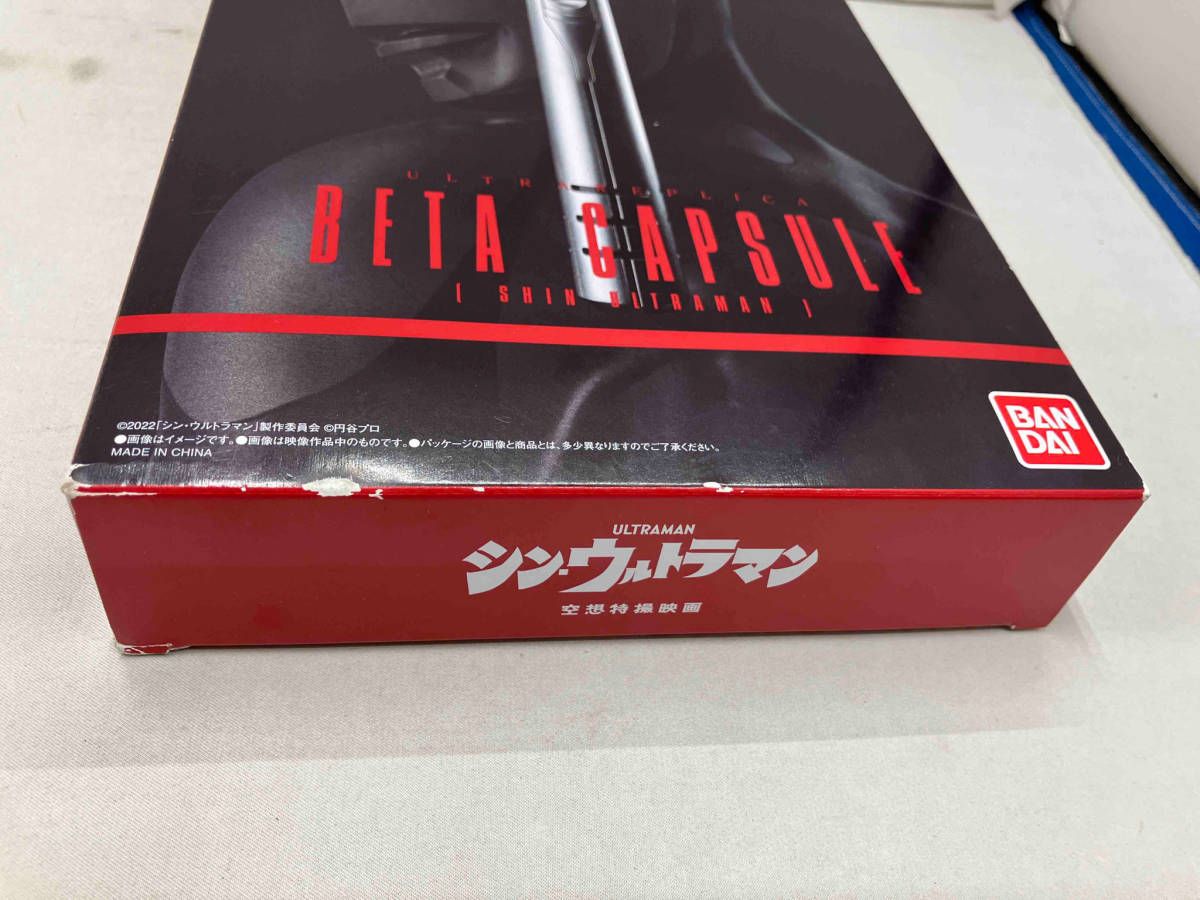 ULTRA REPLICA
BETA CAPSULE
[ SHIN ULTRAMAN ]
©2022「シン・ウルトラマン」製作委員会 ©円谷プロ
●画像はイメージです。●画像は映像作品中のものです。●パッケージの画像と商品とは、多少異なりますのでご了承ください。
MADE IN CHINA
BAN
DAI
ULTRAMAN
シン・ウルトラマン
空想特撮映画